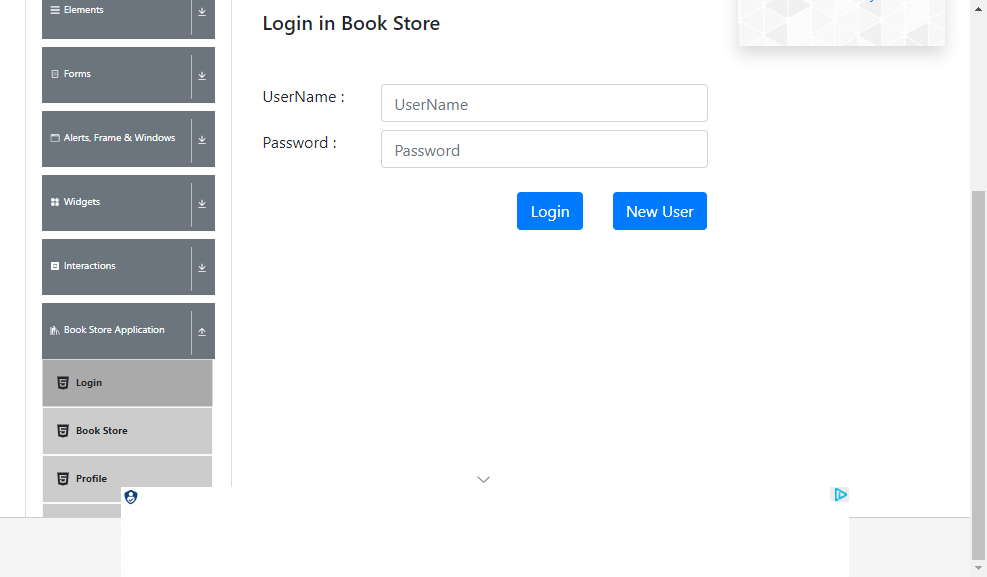 Elements
Forms
Alerts, Frame & Windows
Widgets
Interactions
Book Store Application
Login
Book Store
Profile
Login in Book Store
UserName :
UserName
Password :
Password
Login
New User